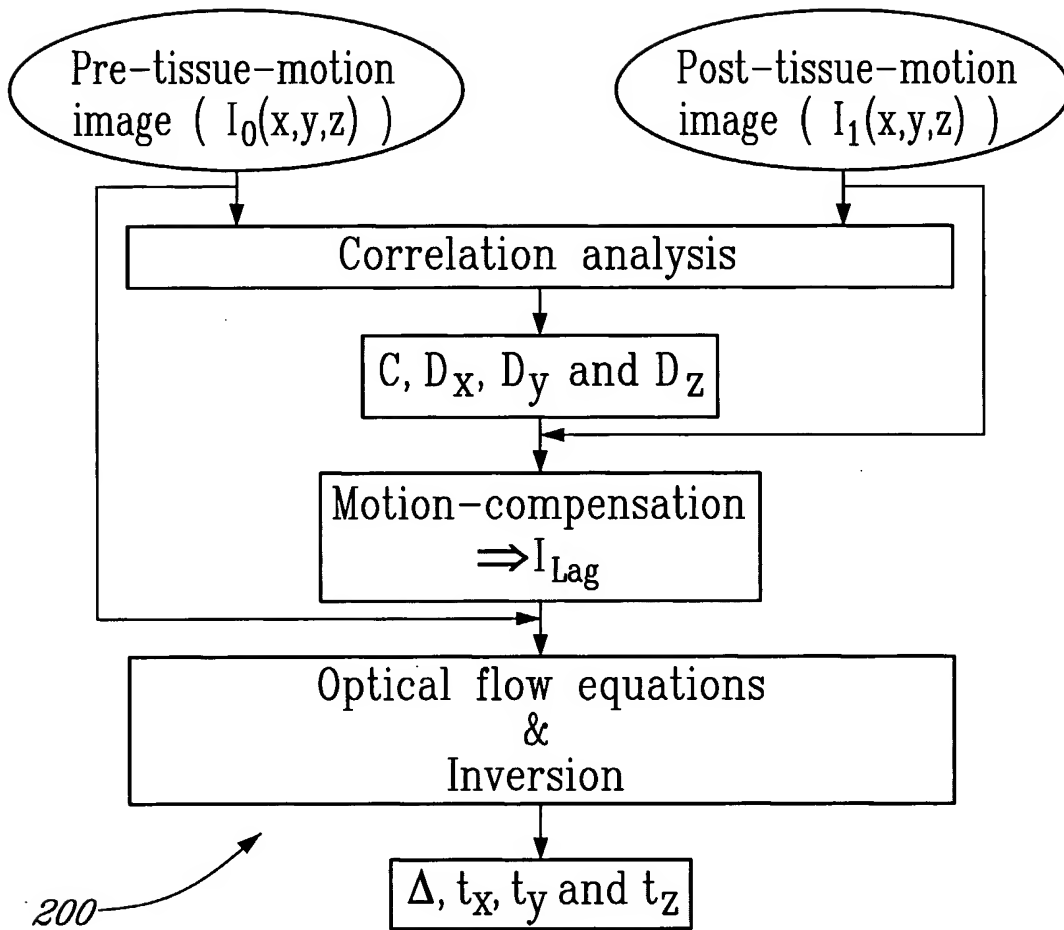 Pre-tissue-motion
image ( I₀(x,y,z) )
Post-tissue-motion
image ( I₁(x,y,z) )
Correlation analysis
C, Dx, Dy and Dz
Motion-compensation
⇒I_Lag
Optical flow equations
&
Inversion
200
Δ, tx, ty and tz